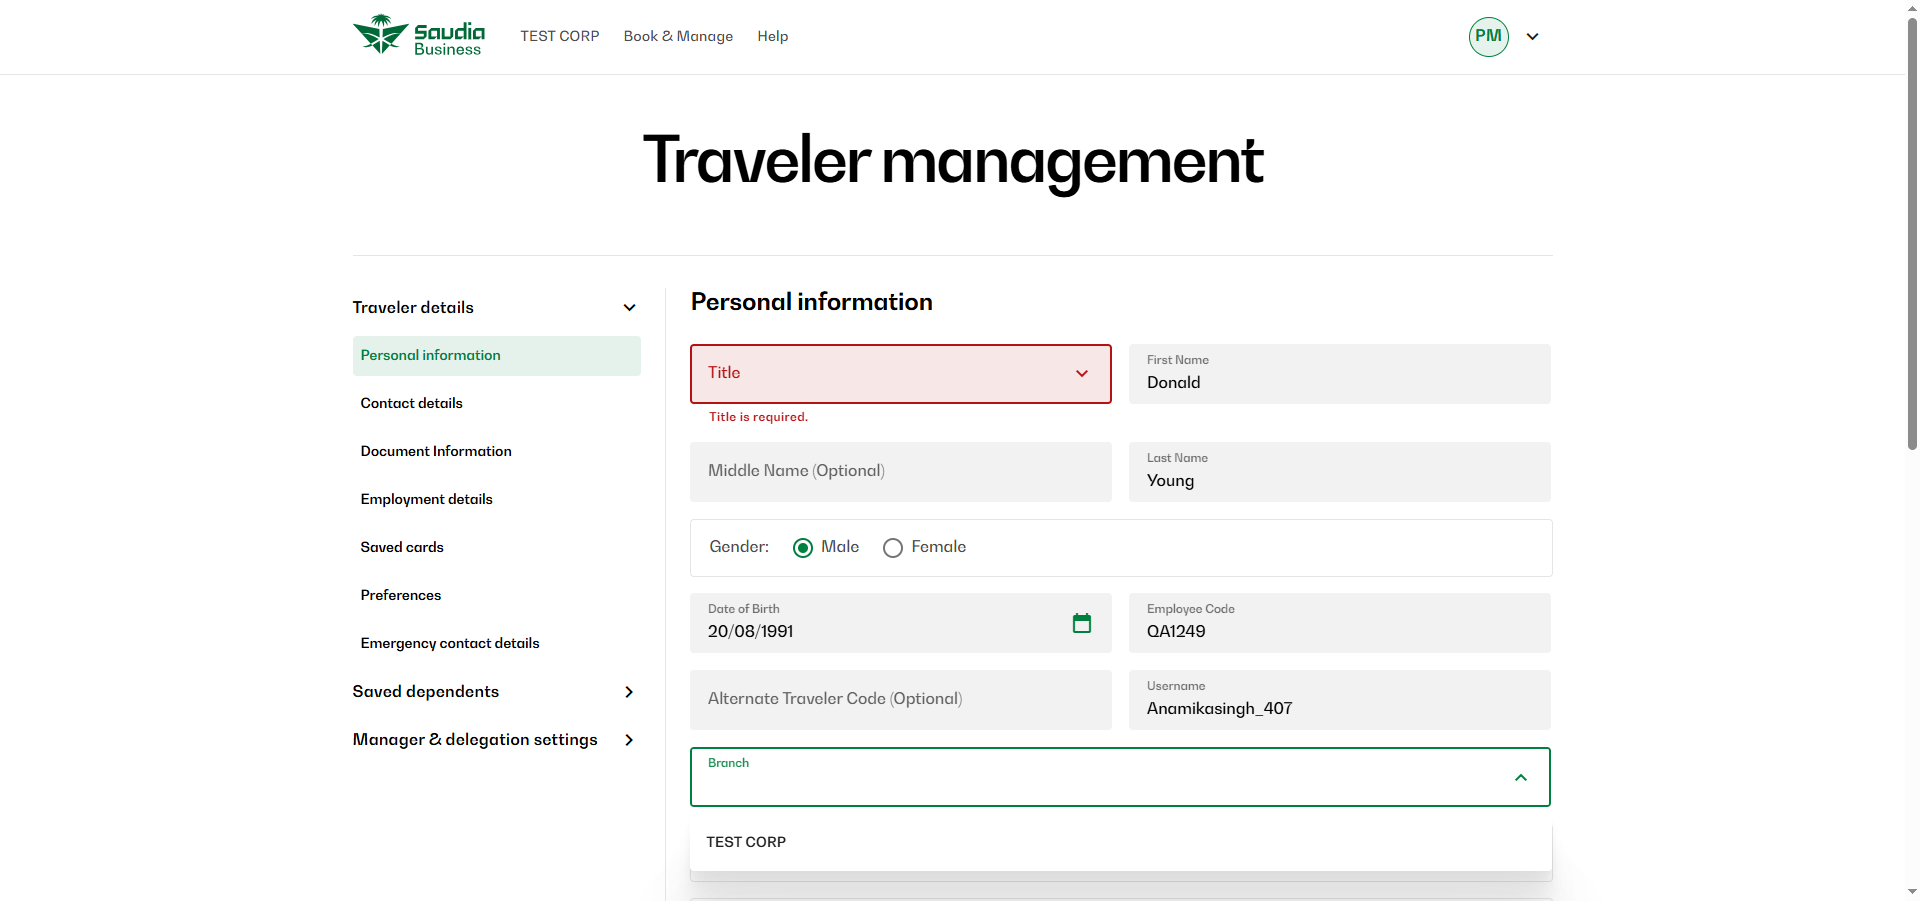 Saudia
Business
TEST CORP
Book & Manage
Help
PM
Traveler management
Traveler details
Personal information
Contact details
Document Information
Employment details
Saved cards
Preferences
Emergency contact details
Saved dependents
Manager & delegation settings
Personal information
Title
Title is required.
First Name
Donald
Middle Name (Optional)
Last Name
Young
Gender: Male Female
Date of Birth
20/08/1991
Employee Code
QA1249
Alternate Traveler Code (Optional)
Username
Anamikasingh_407
Branch
TEST CORP